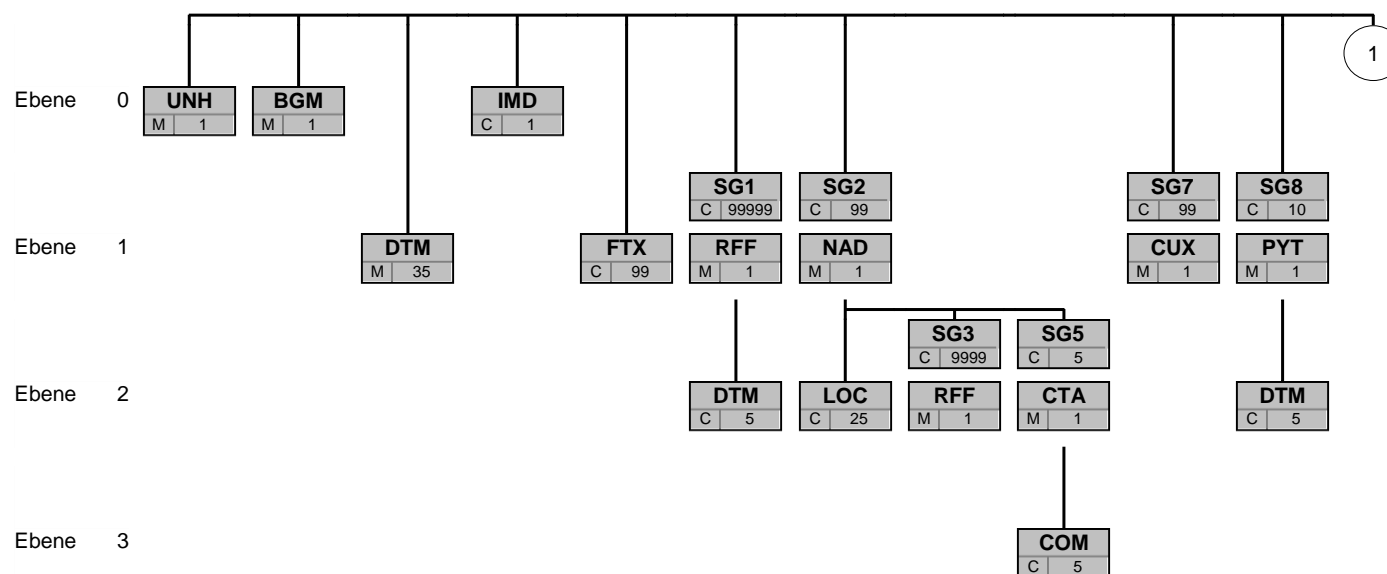 1
Ebene 0 UNH BGM IMD
M 1 M 1 C 1
SG1 SG2 SG7 SG8
C 99999 C 99 C 99 C 10
Ebene 1 DTM FTX RFF NAD CUX PYT
M 35 C 99 M 1 M 1 M 1 M 1
SG3 SG5
C 9999 C 5
Ebene 2 DTM LOC RFF CTA DTM
C 5 C 25 M 1 M 1 C 5
Ebene 3 COM
C 5